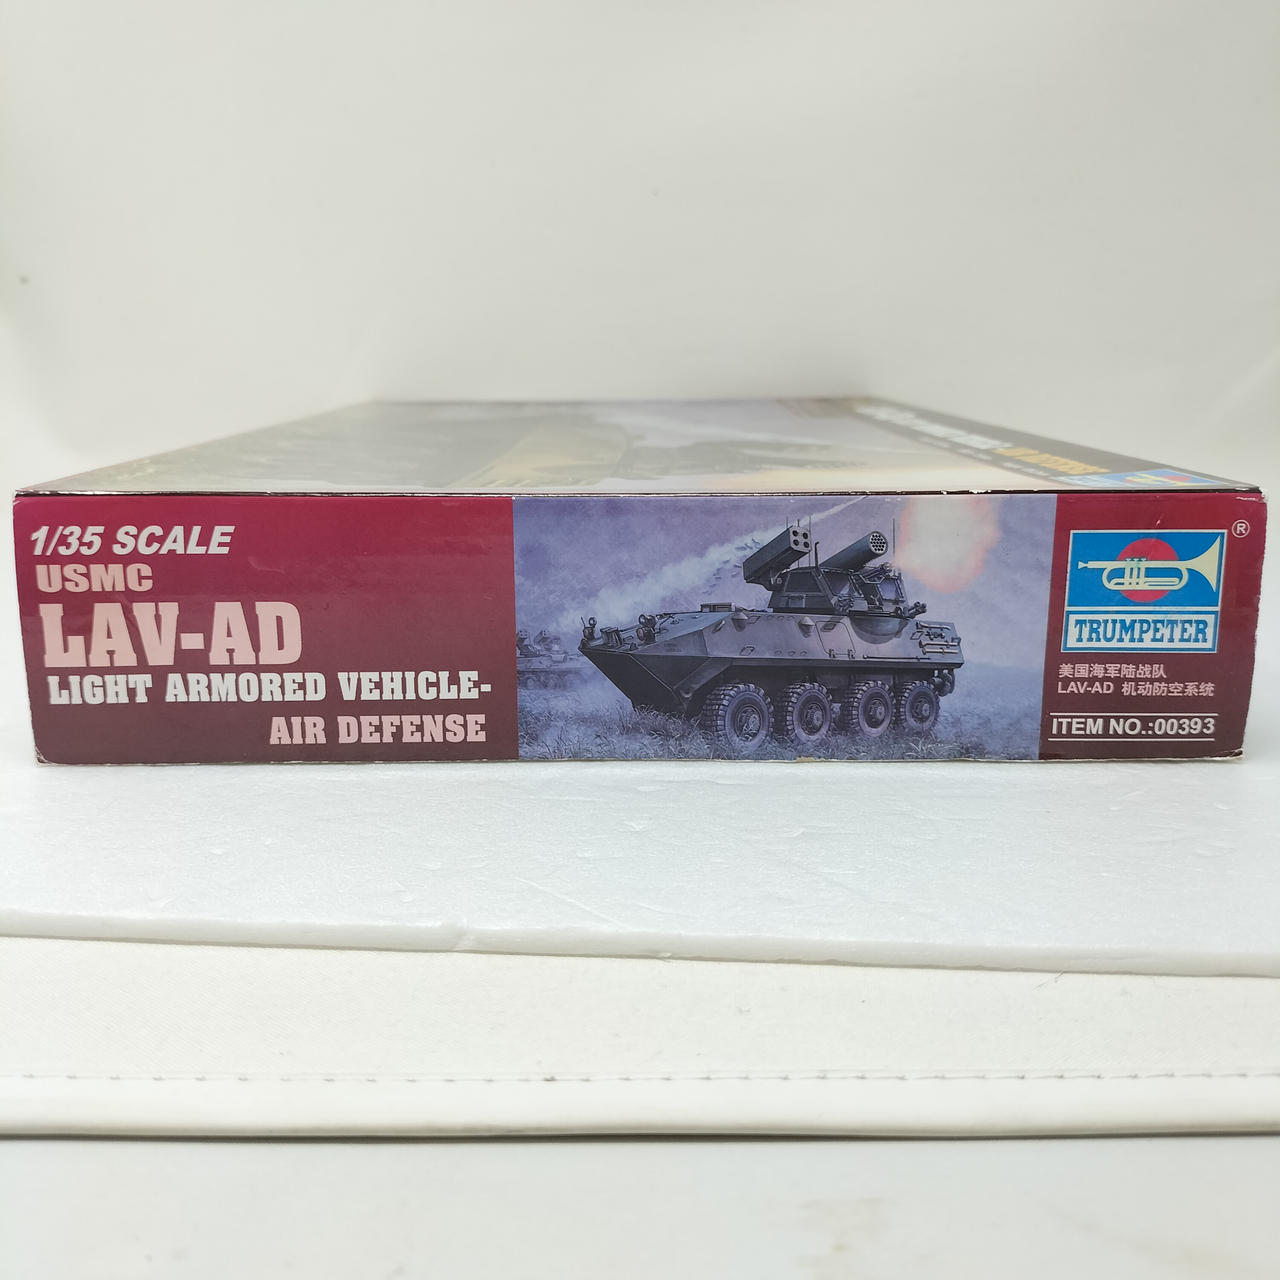 1/35 SCALE
USMC
LAV-AD
LIGHT ARMORED VEHICLE-
AIR DEFENSE
®
TRUMPETER
美国海军陆战队
LAV-AD 机动防空系统
ITEM NO.:00393